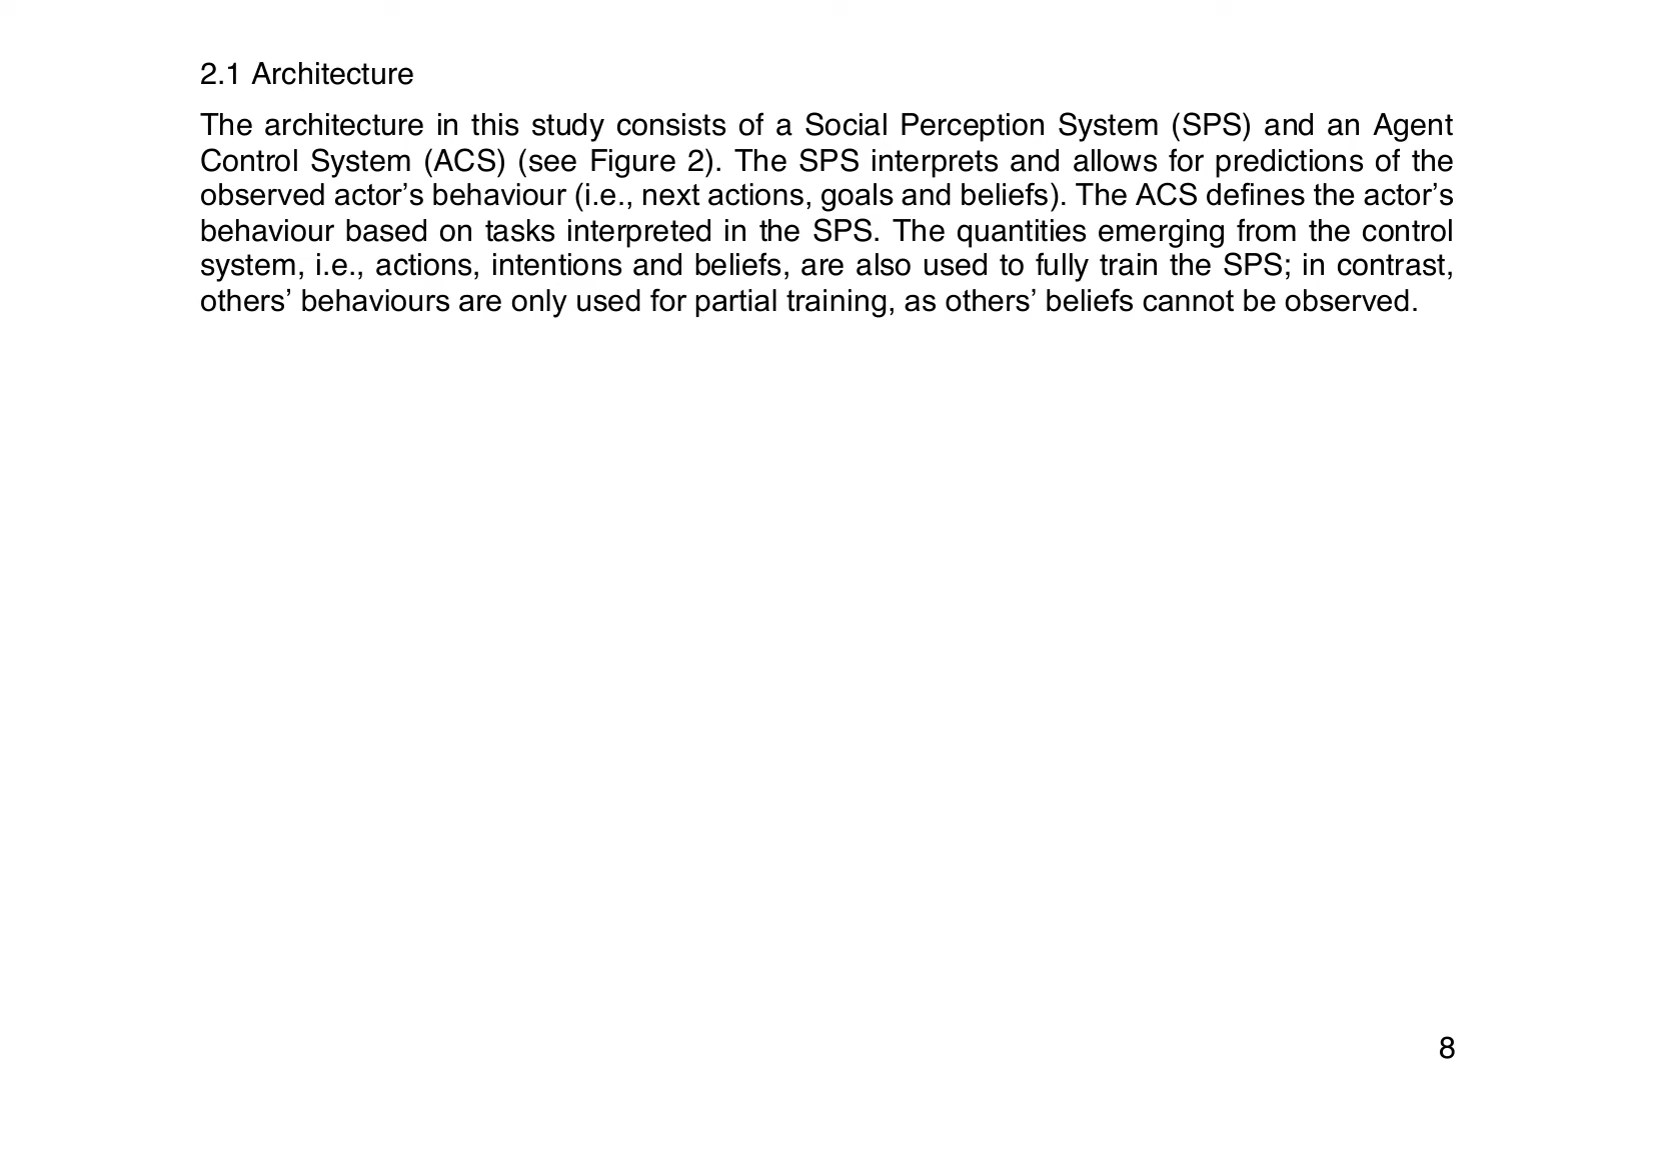 2.1 Architecture
The architecture in this study consists of a Social Perception System (SPS) and an Agent
Control System (ACS) (see Figure 2). The SPS interprets and allows for predictions of the
observed actor’s behaviour (i.e., next actions, goals and beliefs). The ACS defines the actor’s
behaviour based on tasks interpreted in the SPS. The quantities emerging from the control
system, i.e., actions, intentions and beliefs, are also used to fully train the SPS; in contrast,
others’ behaviours are only used for partial training, as others’ beliefs cannot be observed.
8